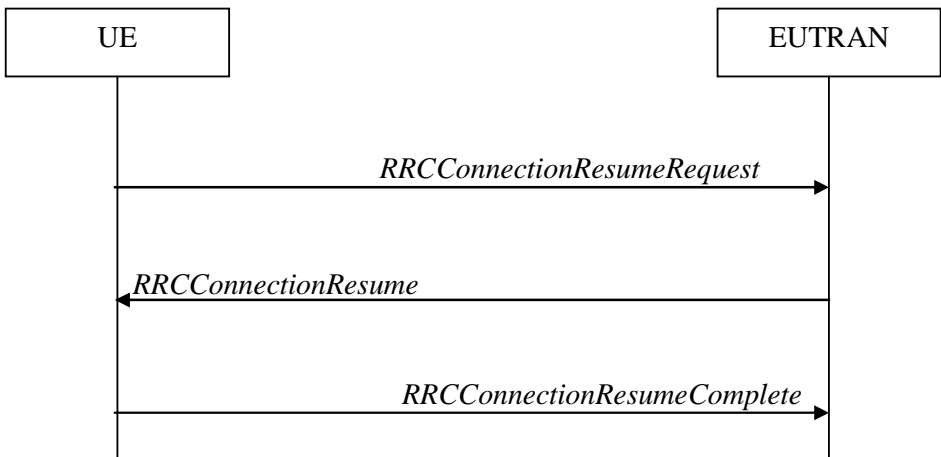 UE
EUTRAN
RRCConnectionResumeRequest
RRCConnectionResume
RRCConnectionResumeComplete